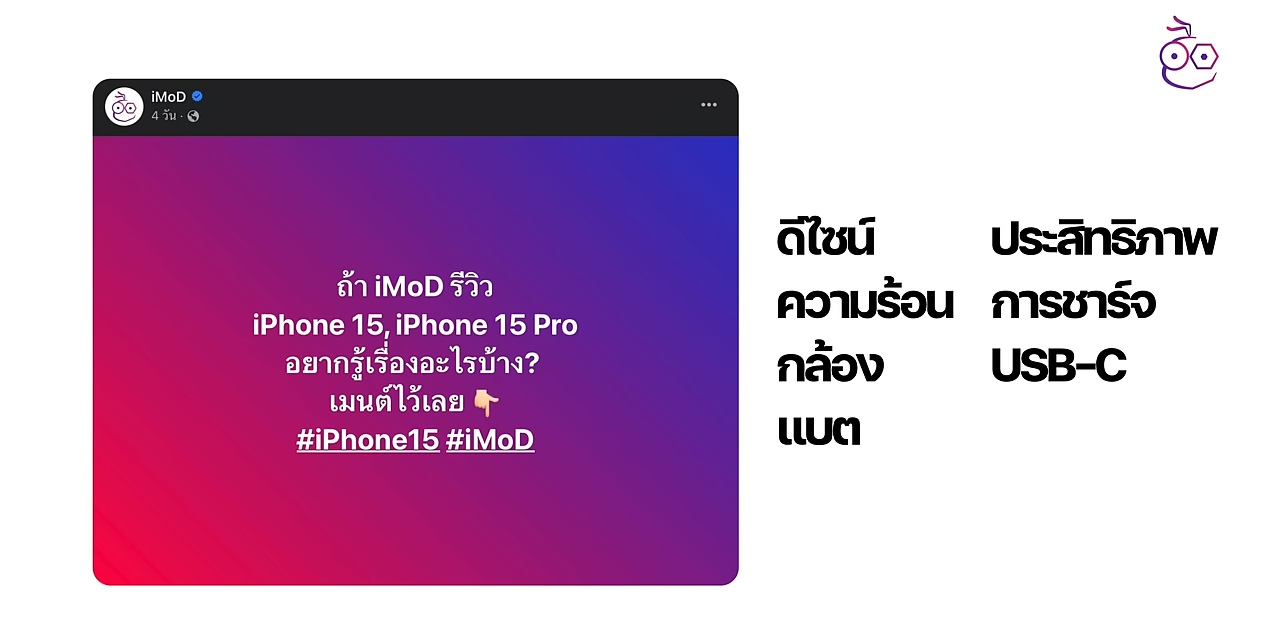 iMoD
4 วัน ·
ถ้า iMoD รีวิว
iPhone 15, iPhone 15 Pro
อยากรู้เรื่องอะไรบ้าง?
เมนต์ไว้เลย 👇🏻
#iPhone15 #iMoD
ดีไซน์
ความร้อน
กล้อง
แบต
ประสิทธิภาพ
การชาร์จ
USB-C